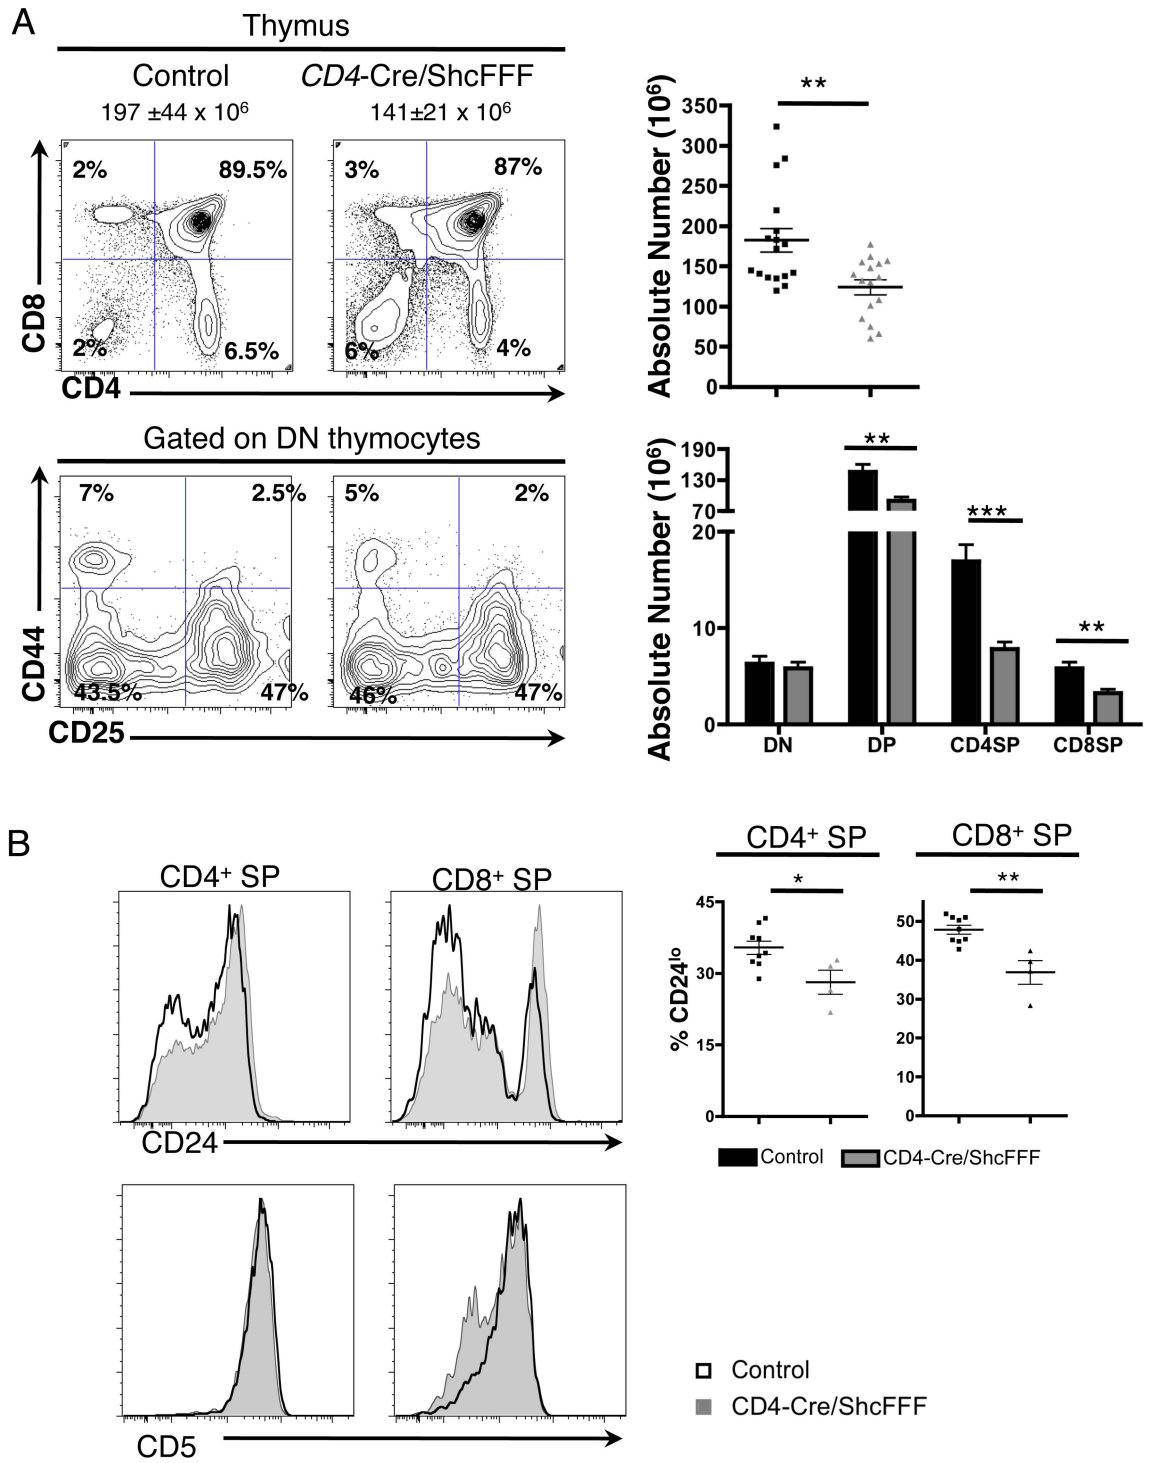 A
Thymus
Control
CD4-Cre/ShcFFF
197 ±44 x 10⁶
141±21 x 10⁶
2%
89.5%
3%
87%
2%
6.5%
6%
4%
CD8
CD4
Absolute Number (10⁶)
**
350
300
250
200
150
100
50
0
Gated on DN thymocytes
7%
2.5%
5%
2%
43.5%
47%
46%
47%
CD44
CD25
Absolute Number (10⁶)
190
130
70
20
10
0
**
***
**
DN
DP
CD4SP
CD8SP
B
CD4⁺ SP
CD8⁺ SP
CD24
CD4⁺ SP
CD8⁺ SP
*
**
% CD24ˡᵒ
45
30
15
0
50
40
30
20
10
0
Control
CD4-Cre/ShcFFF
CD5
Control
CD4-Cre/ShcFFF